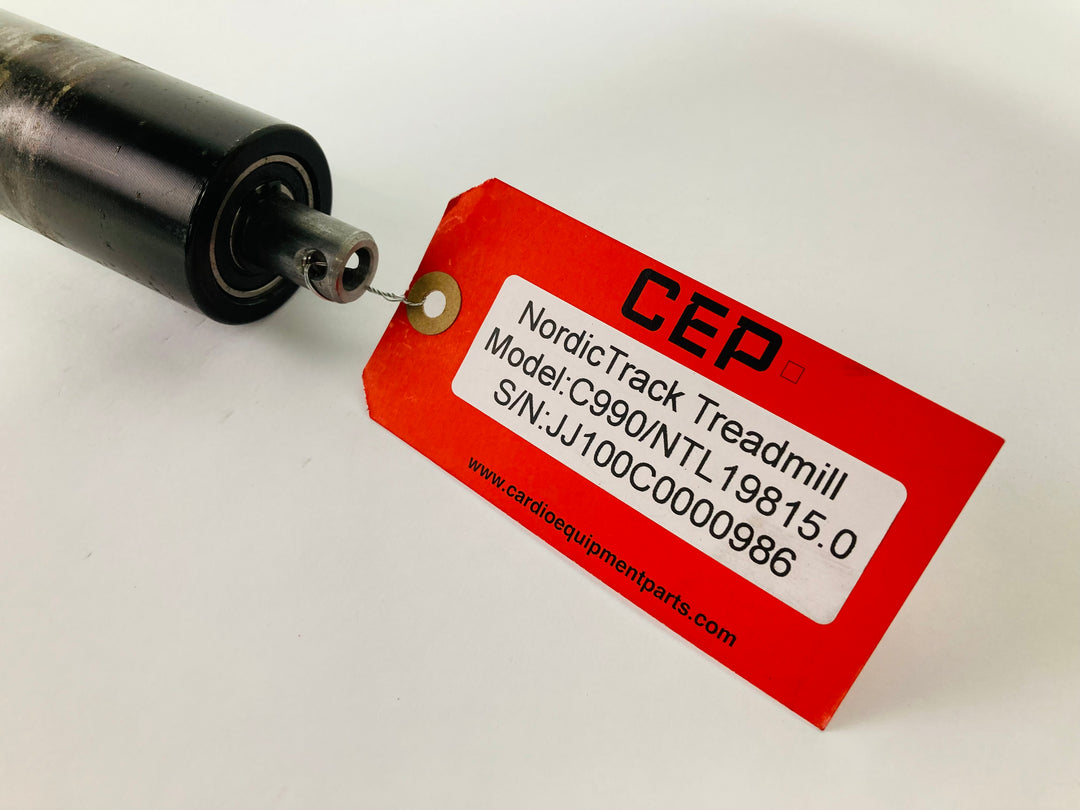 CEP
NordicTrack Treadmill
Model:C990/NTL19815.0
S/N:JJ100C0000986
www.cardioequipmentparts.com